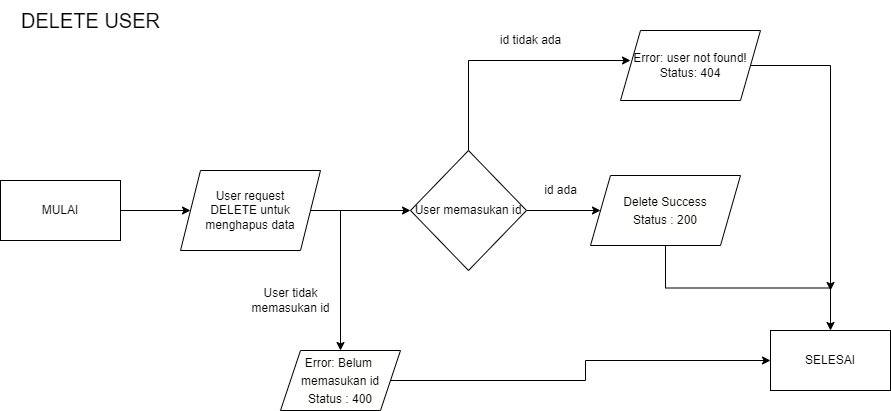 DELETE USER
id tidak ada
Error: user not found!
Status: 404
MULAI
User request
DELETE untuk
menghapus data
User memasukan id
id ada
Delete Success
Status : 200
User tidak
memasukan id
Error: Belum
memasukan id
Status : 400
SELESAI